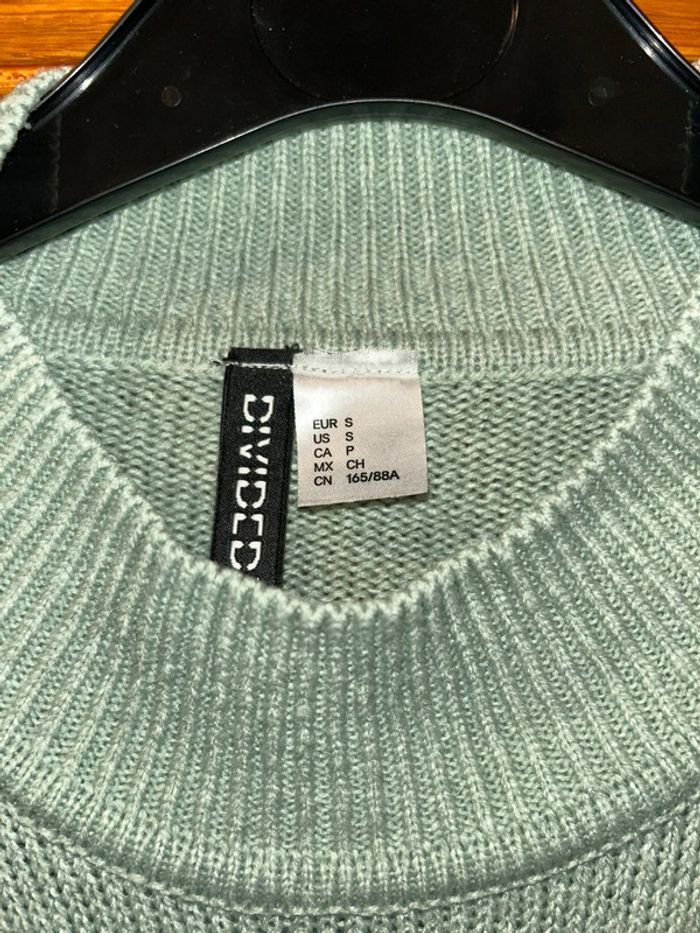 DIVIDED
EUR S
US S
CA P
MX CH
CN 165/88A